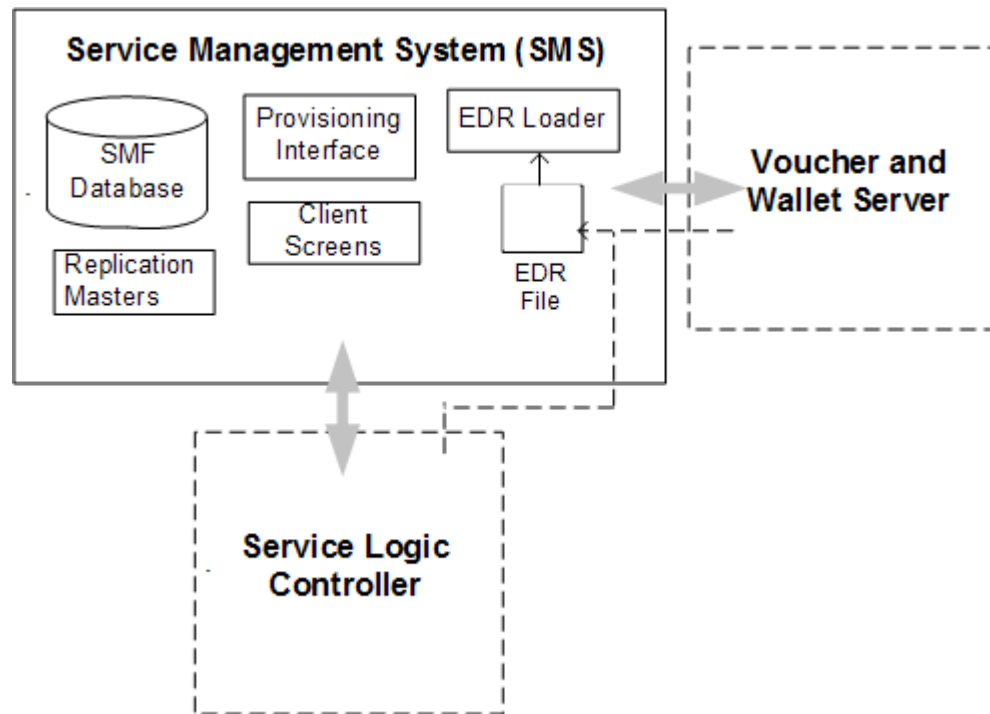 Service Management System (SMS)
SMF
Database
Provisioning
Interface
EDR Loader
Client
Screens
Replication
Masters
EDR
File
Voucher and
Wallet Server
Service Logic
Controller